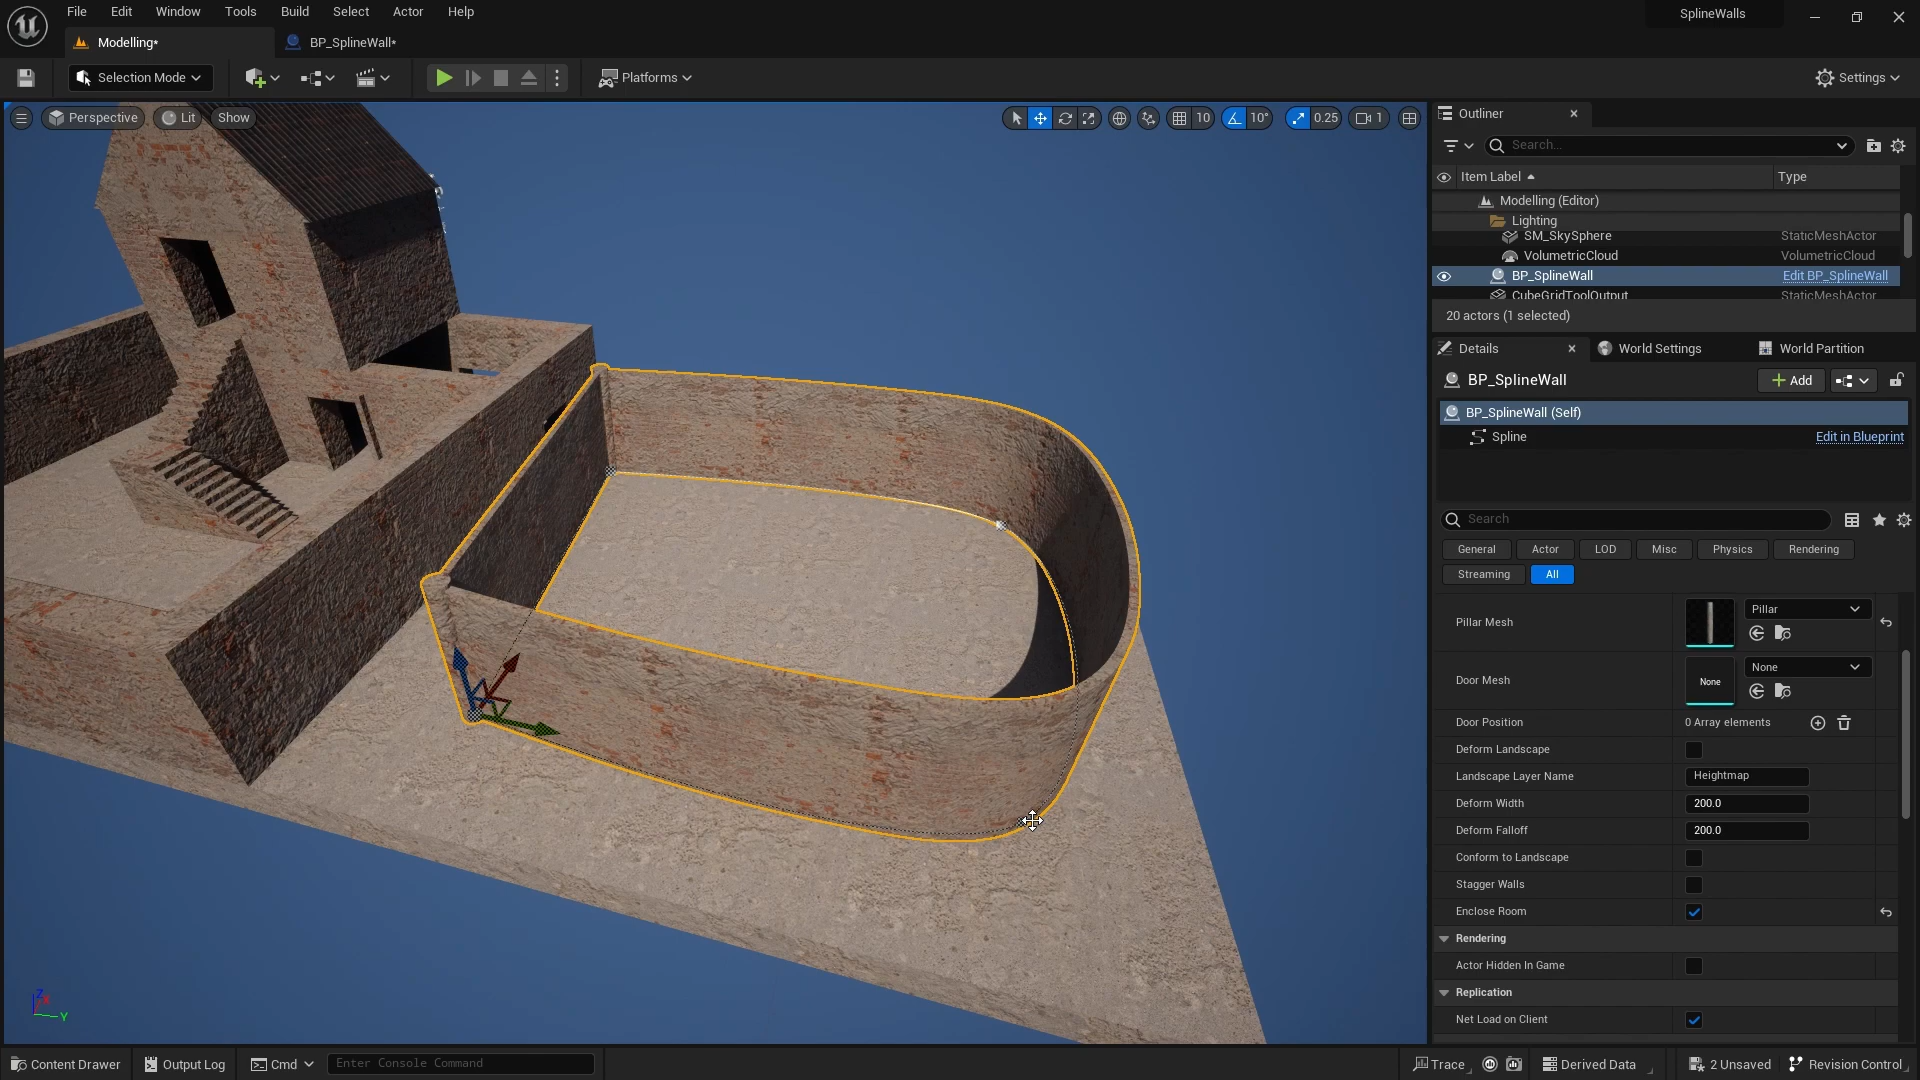 File Edit Window Tools Build Select Actor Help
SplineWalls
Modelling*
BP_SplineWall*
Selection Mode
Platforms
Settings
Perspective
Lit
Show
10
10°
0.25
1
Outliner
Search...
Item Label
Type
Modelling (Editor)
Lighting
SM_SkySphere StaticMeshActor
VolumetricCloud VolumetricCloud
BP_SplineWall Edit BP_SplineWall
CubeGridToolOutput StaticMeshActor
20 actors (1 selected)
Details
World Settings
World Partition
BP_SplineWall
Add
BP_SplineWall (Self)
Spline Edit in Blueprint
Search
General Actor LOD Misc Physics Rendering
Streaming All
Pillar Mesh Pillar
Door Mesh None None
Door Position 0 Array elements
Deform Landscape
Landscape Layer Name Heightmap
Deform Width 200.0
Deform Falloff 200.0
Conform to Landscape
Stagger Walls
Enclose Room
Rendering
Actor Hidden In Game
Replication
Net Load on Client
Z
X
Y
Content Drawer
Output Log
Cmd
Enter Console Command
Trace
Derived Data
2 Unsaved
Revision Control